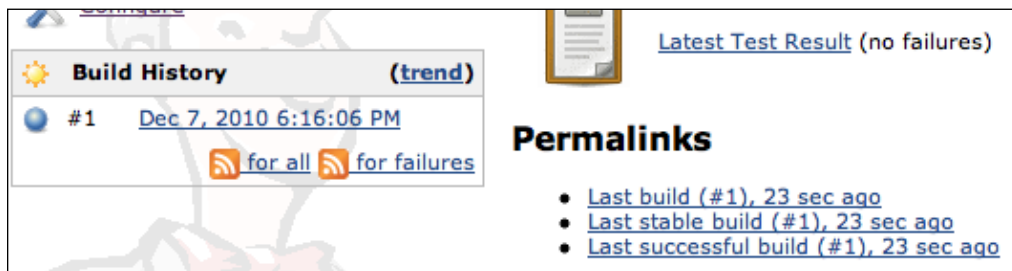 Configure
Build History (trend)
#1 Dec 7, 2010 6:16:06 PM
for all for failures
Latest Test Result (no failures)
Permalinks
Last build (#1), 23 sec ago
Last stable build (#1), 23 sec ago
Last successful build (#1), 23 sec ago